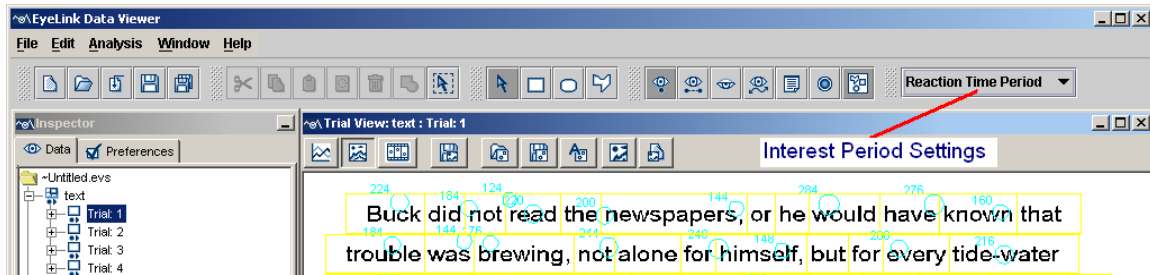 EyeLink Data Viewer
File Edit Analysis Window Help
Reaction Time Period
Inspector
Trial View: text : Trial: 1
Data Preferences
Interest Period Settings
~Untitled.evs
text
Trial: 1
Trial: 2
Trial: 3
Trial: 4
224 184 124 220 200 144 284 276 160
Buck did not read the newspapers, or he would have known that
184 144 176 244 248 148 208 216
trouble was brewing, not alone for himself, but for every tide-water